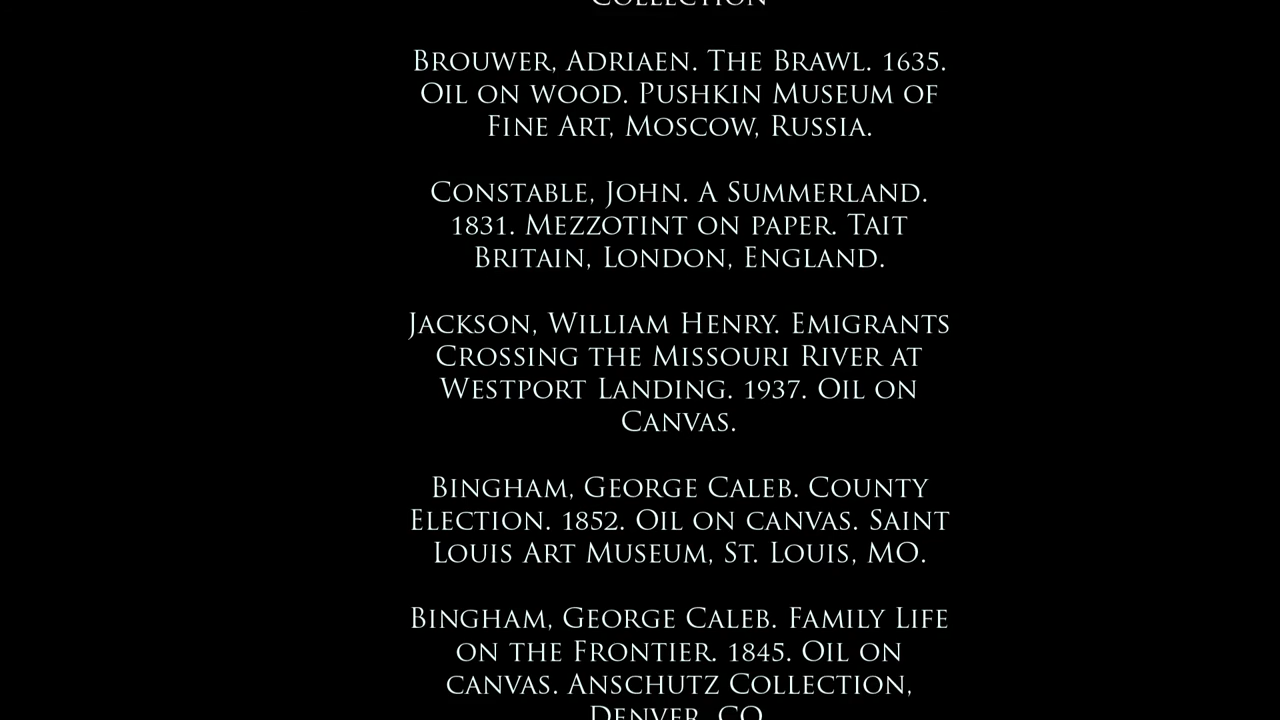 COLLECTION
BROUWER, ADRIAEN. THE BRAWL. 1635.
OIL ON WOOD. PUSHKIN MUSEUM OF
FINE ART, MOSCOW, RUSSIA.
CONSTABLE, JOHN. A SUMMERLAND.
1831. MEZZOTINT ON PAPER. TAIT
BRITAIN, LONDON, ENGLAND.
JACKSON, WILLIAM HENRY. EMIGRANTS
CROSSING THE MISSOURI RIVER AT
WESTPORT LANDING. 1937. OIL ON
CANVAS.
BINGHAM, GEORGE CALEB. COUNTY
ELECTION. 1852. OIL ON CANVAS. SAINT
LOUIS ART MUSEUM, ST. LOUIS, MO.
BINGHAM, GEORGE CALEB. FAMILY LIFE
ON THE FRONTIER. 1845. OIL ON
CANVAS. ANSCHUTZ COLLECTION,
DENVER, CO